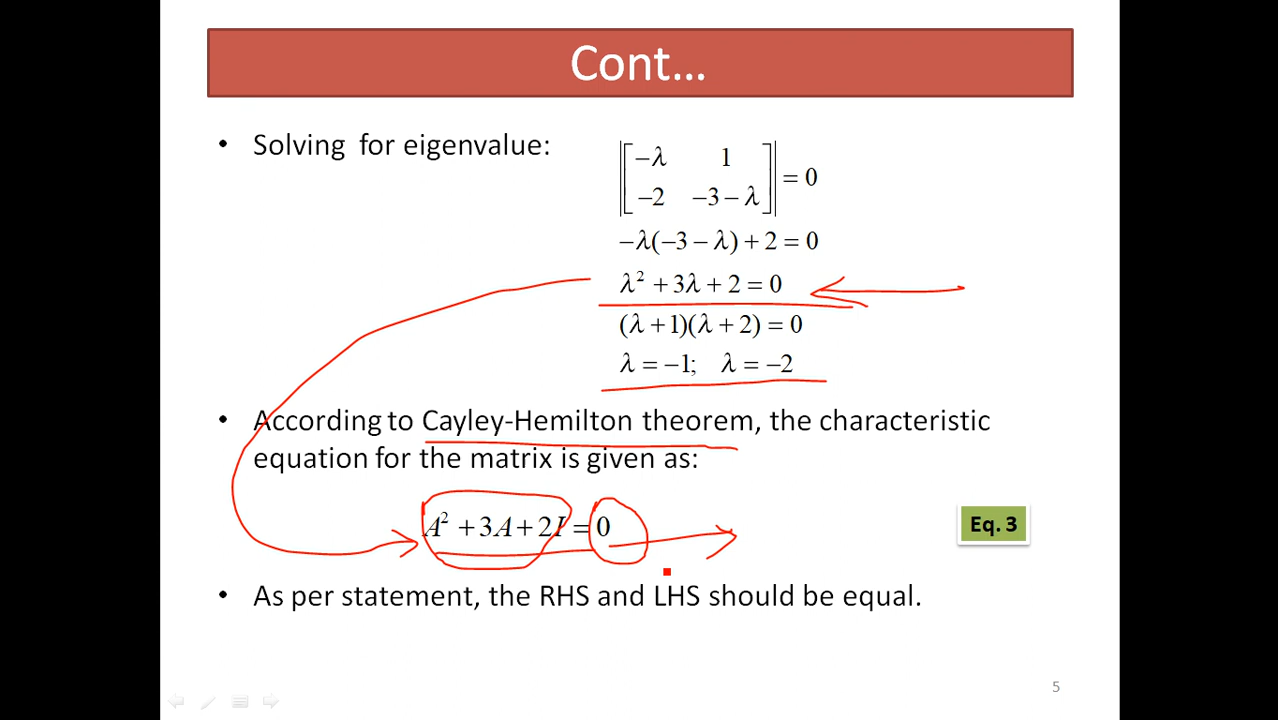 Cont...
• Solving for eigenvalue:
|[−λ 1
−2 −3−λ]| = 0
−λ(−3−λ)+2=0
λ²+3λ+2=0
(λ+1)(λ+2)=0
λ=−1; λ=−2
• According to Cayley-Hemilton theorem, the characteristic
equation for the matrix is given as:
A²+3A+2I=0
Eq. 3
• As per statement, the RHS and LHS should be equal.
5